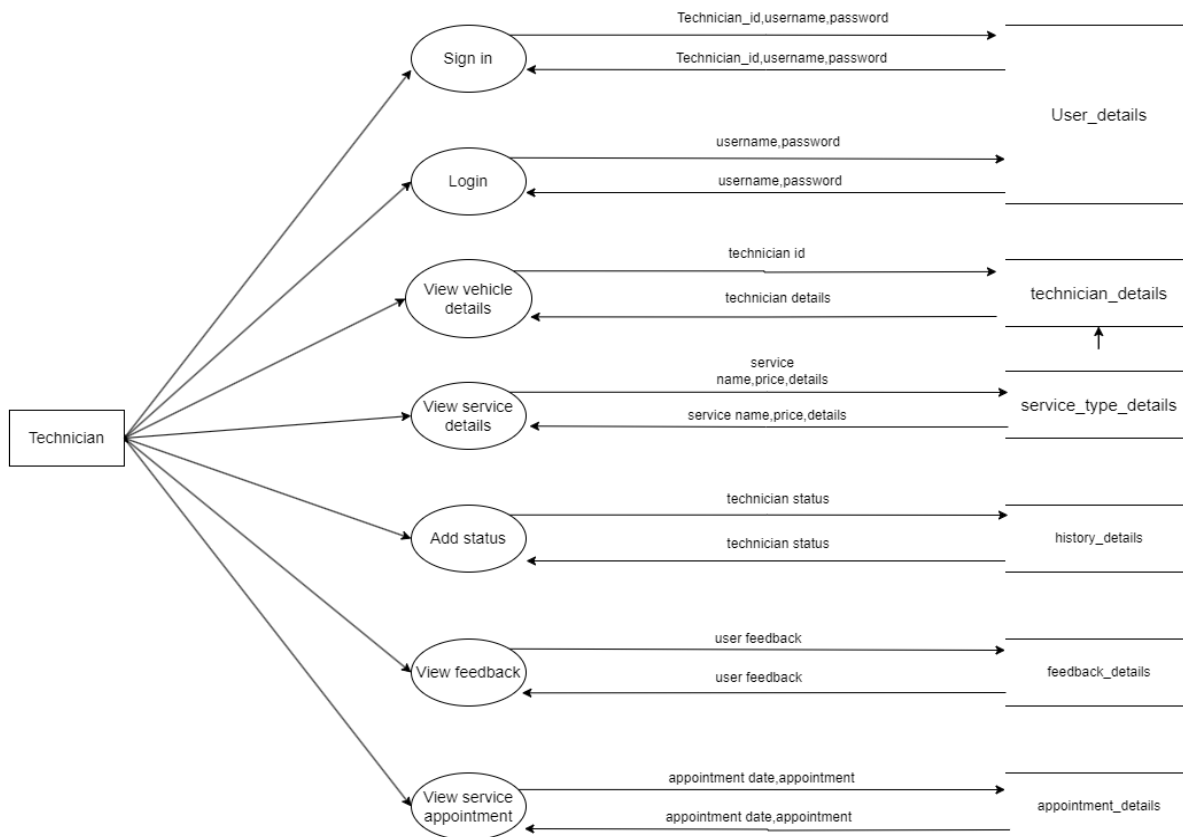 Technician_id,username,password
Sign in
Technician_id,username,password
User_details
username,password
Login
username,password
technician id
View vehicle
details
technician details
technician_details
service
name,price,details
View service
details
service name,price,details
service_type_details
Technician
technician status
Add status
technician status
history_details
user feedback
View feedback
user feedback
feedback_details
appointment date,appointment
View service
appointment
appointment date,appointment
appointment_details